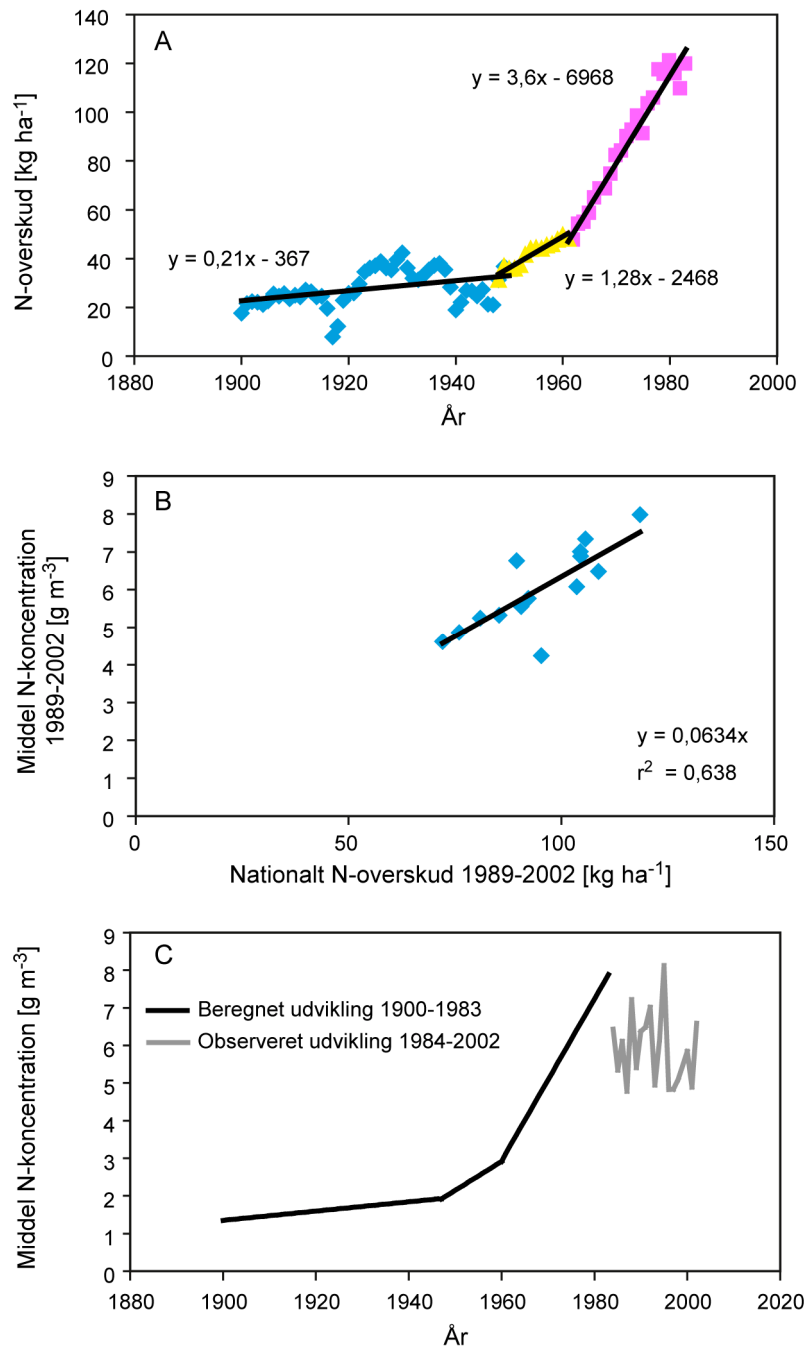 A
N-overskud [kg ha⁻¹]
140
120
100
80
60
40
20
0
y = 3,6x - 6968
y = 0,21x - 367
y = 1,28x - 2468
1880
1900
1920
1940
1960
1980
2000
År
B
Middel N-koncentration
1989-2002 [g m⁻³]
9
8
7
6
5
4
3
2
1
0
y = 0,0634x
r² = 0,638
0
50
100
150
Nationalt N-overskud 1989-2002 [kg ha⁻¹]
C
Middel N-koncentration [g m⁻³]
9
8
7
6
5
4
3
2
1
0
Beregnet udvikling 1900-1983
Observeret udvikling 1984-2002
1880
1900
1920
1940
1960
1980
2000
2020
År